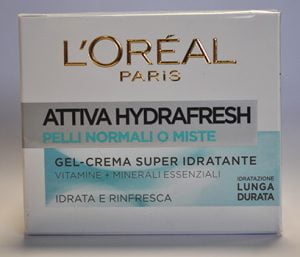 L'ORÉAL
PARIS
ATTIVA HYDRAFRESH
PELLI NORMALI O MISTE
GEL-CREMA SUPER IDRATANTE
VITAMINE + MINERALI ESSENZIALI
IDRATA E RINFRESCA
IDRATAZIONE
LUNGA
DURATA